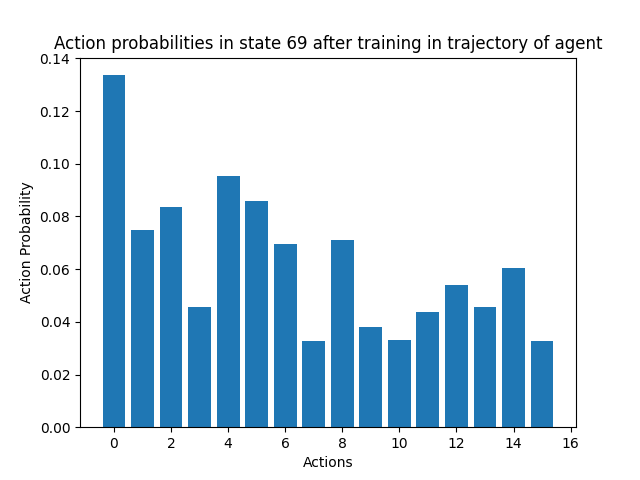 Action probabilities in state 69 after training in trajectory of agent
0.14
0.12
0.10
0.08
0.06
0.04
0.02
0.00
Action Probability
0 2 4 6 8 10 12 14 16
Actions